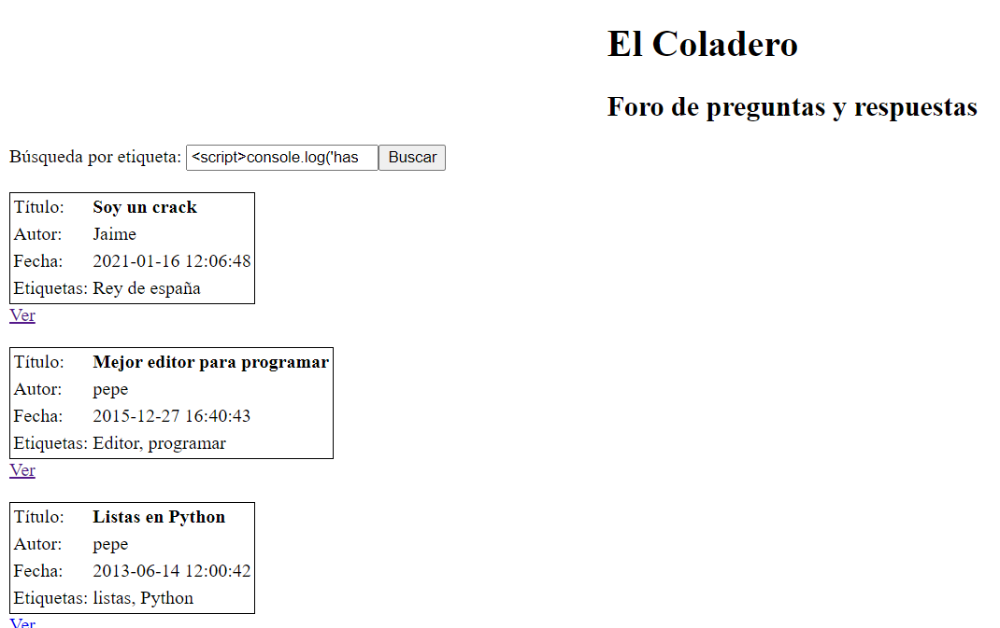 El Coladero
Foro de preguntas y respuestas
Búsqueda por etiqueta: <script>console.log('has Buscar
Título: Soy un crack
Autor: Jaime
Fecha: 2021-01-16 12:06:48
Etiquetas: Rey de españa
Ver
Título: Mejor editor para programar
Autor: pepe
Fecha: 2015-12-27 16:40:43
Etiquetas: Editor, programar
Ver
Título: Listas en Python
Autor: pepe
Fecha: 2013-06-14 12:00:42
Etiquetas: listas, Python
Ver